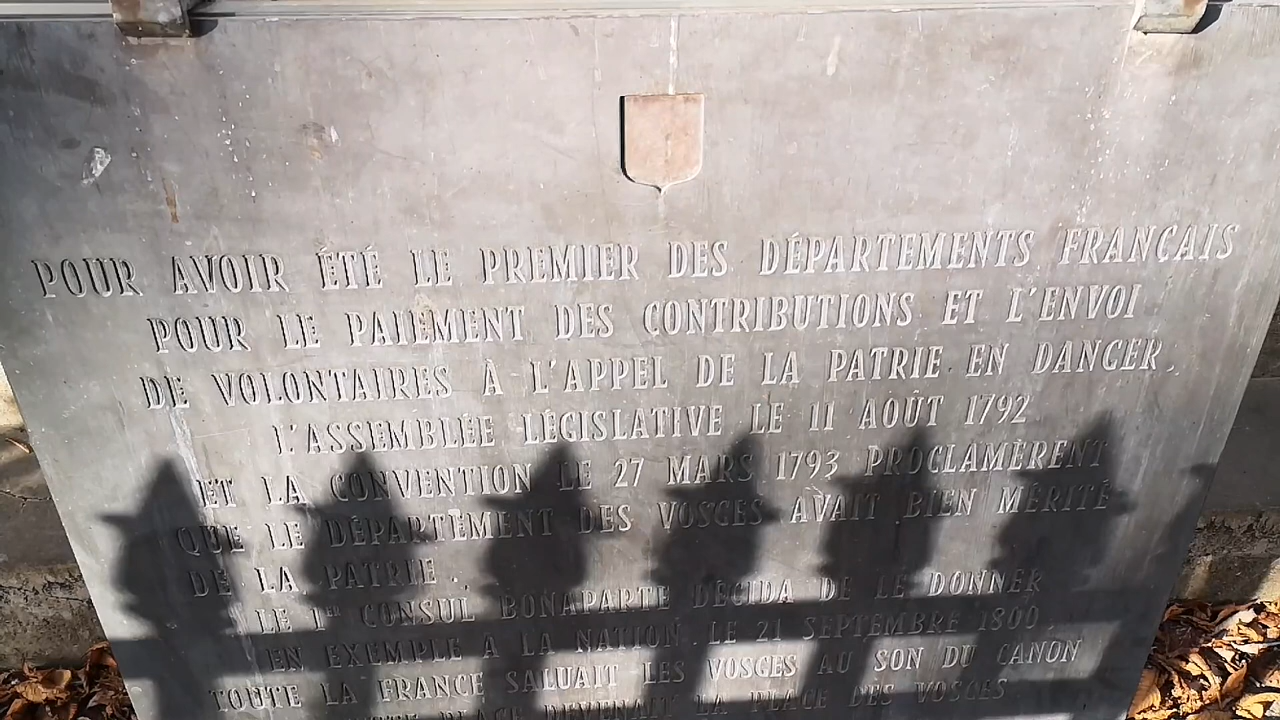 POUR AVOIR ÉTÉ LE PREMIER DES DÉPARTEMENTS FRANÇAIS
POUR LE PAIEMENT DES CONTRIBUTIONS ET L'ENVOI
DE VOLONTAIRES À L'APPEL DE LA PATRIE EN DANGER,
L'ASSEMBLÉE LÉGISLATIVE LE 11 AOÛT 1792
ET LA CONVENTION LE 27 MARS 1793 PROCLAMÈRENT
QUE LE DÉPARTEMENT DES VOSGES AVAIT BIEN MÉRITÉ
DE LA PATRIE.
LE 1ER CONSUL BONAPARTE DÉCIDA DE LE DONNER
EN EXEMPLE A LA NATION. LE 21 SEPTEMBRE 1800.
TOUTE LA FRANCE SALUAIT LES VOSGES AU SON DU CANON
PLACE DEVENAIT LA PLACE DES VOSGES